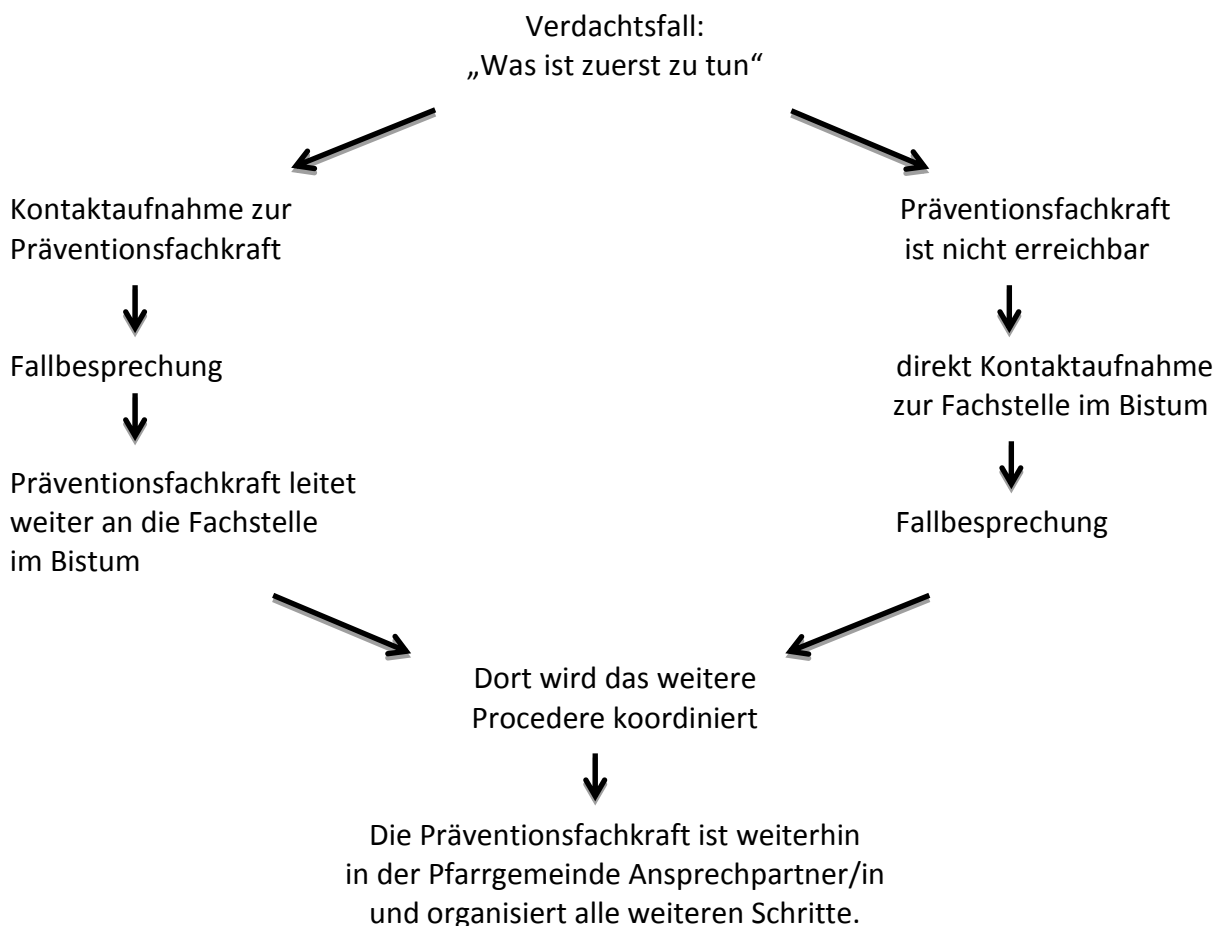 Verdachtsfall:
„Was ist zuerst zu tun“
Kontaktaufnahme zur
Präventionsfachkraft
Fallbesprechung
Präventionsfachkraft leitet
weiter an die Fachstelle
im Bistum
Präventionsfachkraft
ist nicht erreichbar
direkt Kontaktaufnahme
zur Fachstelle im Bistum
Fallbesprechung
Dort wird das weitere
Procedere koordiniert
Die Präventionsfachkraft ist weiterhin
in der Pfarrgemeinde Ansprechpartner/in
und organisiert alle weiteren Schritte.